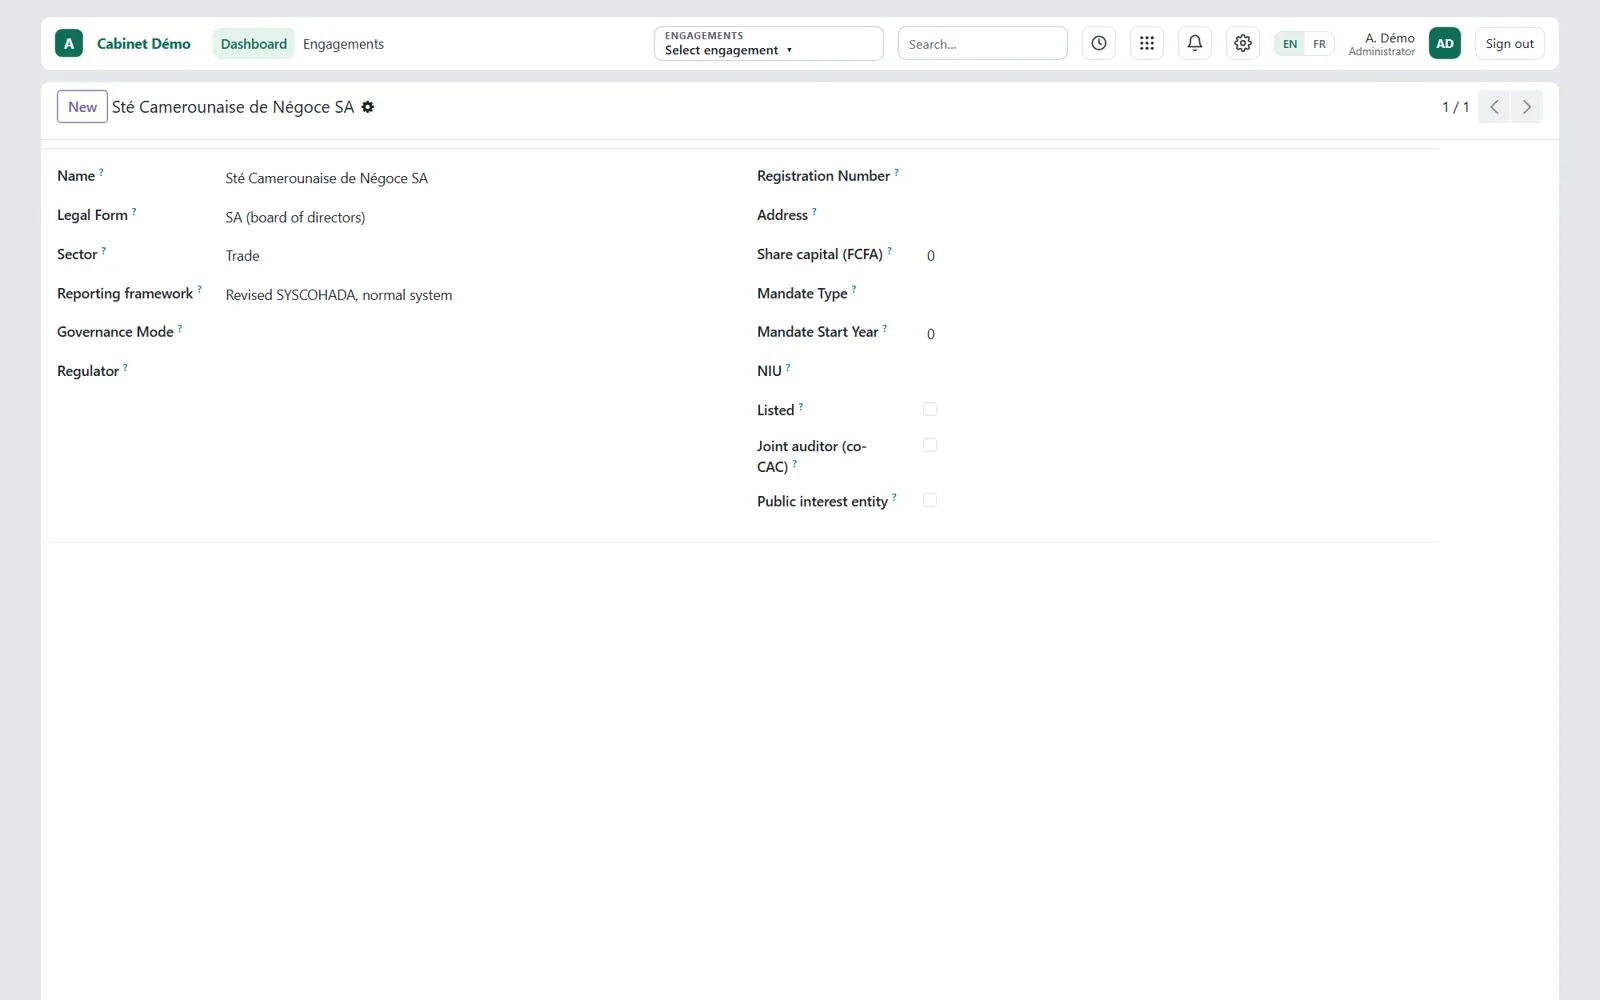 A Cabinet Démo Dashboard Engagements ENGAGEMENTS Select engagement ▾ Search... EN FR A. Démo Administrator AD Sign out
New Sté Camerounaise de Négoce SA 1 / 1
Name ? Sté Camerounaise de Négoce SA
Legal Form ? SA (board of directors)
Sector ? Trade
Reporting framework ? Revised SYSCOHADA, normal system
Governance Mode ?
Regulator ?
Registration Number ?
Address ?
Share capital (FCFA) ? 0
Mandate Type ?
Mandate Start Year ? 0
NIU ?
Listed ?
Joint auditor (co-
CAC) ?
Public interest entity ?